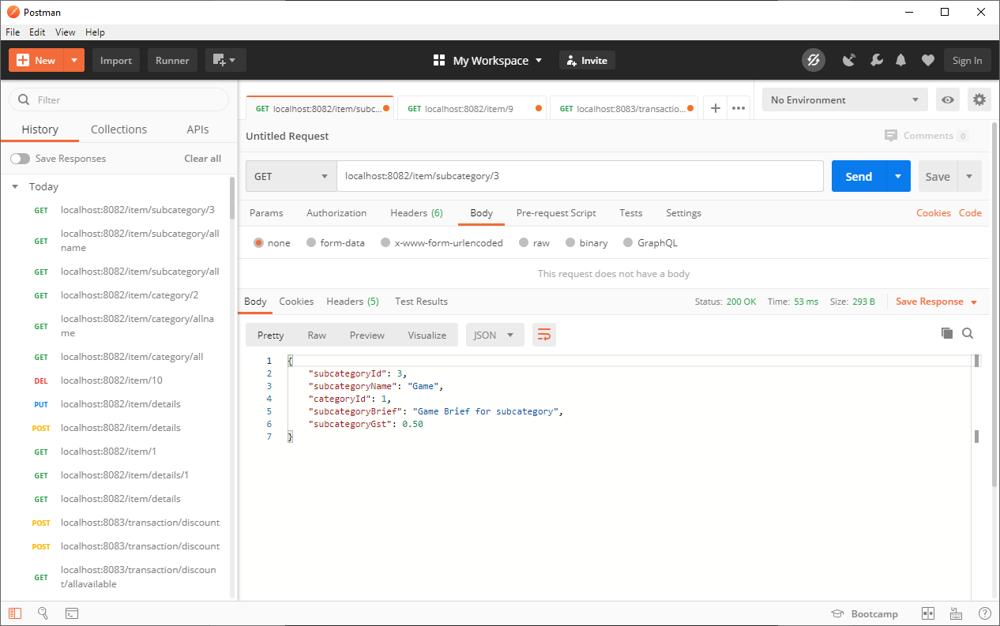 Postman
File Edit View Help
New Import Runner My Workspace Invite Sign In
Filter
History Collections APIs
Save Responses Clear all
Today
GET localhost:8082/item/subcategory/3
GET localhost:8082/item/subcategory/all
name
GET localhost:8082/item/subcategory/all
GET localhost:8082/item/category/2
GET localhost:8082/item/category/allna
me
GET localhost:8082/item/category/all
DEL localhost:8082/item/10
PUT localhost:8082/item/details
POST localhost:8082/item/details
GET localhost:8082/item/1
GET localhost:8082/item/details/1
GET localhost:8082/item/details
POST localhost:8083/transaction/discount
POST localhost:8083/transaction/discount
GET localhost:8083/transaction/discoun
t/allavailable
GET localhost:8082/item/subc... GET localhost:8082/item/9 GET localhost:8083/transactio... No Environment
Untitled Request Comments 0
GET localhost:8082/item/subcategory/3 Send Save
Params Authorization Headers (6) Body Pre-request Script Tests Settings Cookies Code
none form-data x-www-form-urlencoded raw binary GraphQL
This request does not have a body
Body Cookies Headers (5) Test Results Status: 200 OK Time: 53 ms Size: 293 B Save Response
Pretty Raw Preview Visualize JSON
1 {
2 "subcategoryId": 3,
3 "subcategoryName": "Game",
4 "categoryId": 1,
5 "subcategoryBrief": "Game Brief for subcategory",
6 "subcategoryGst": 0.50
7 }
Bootcamp